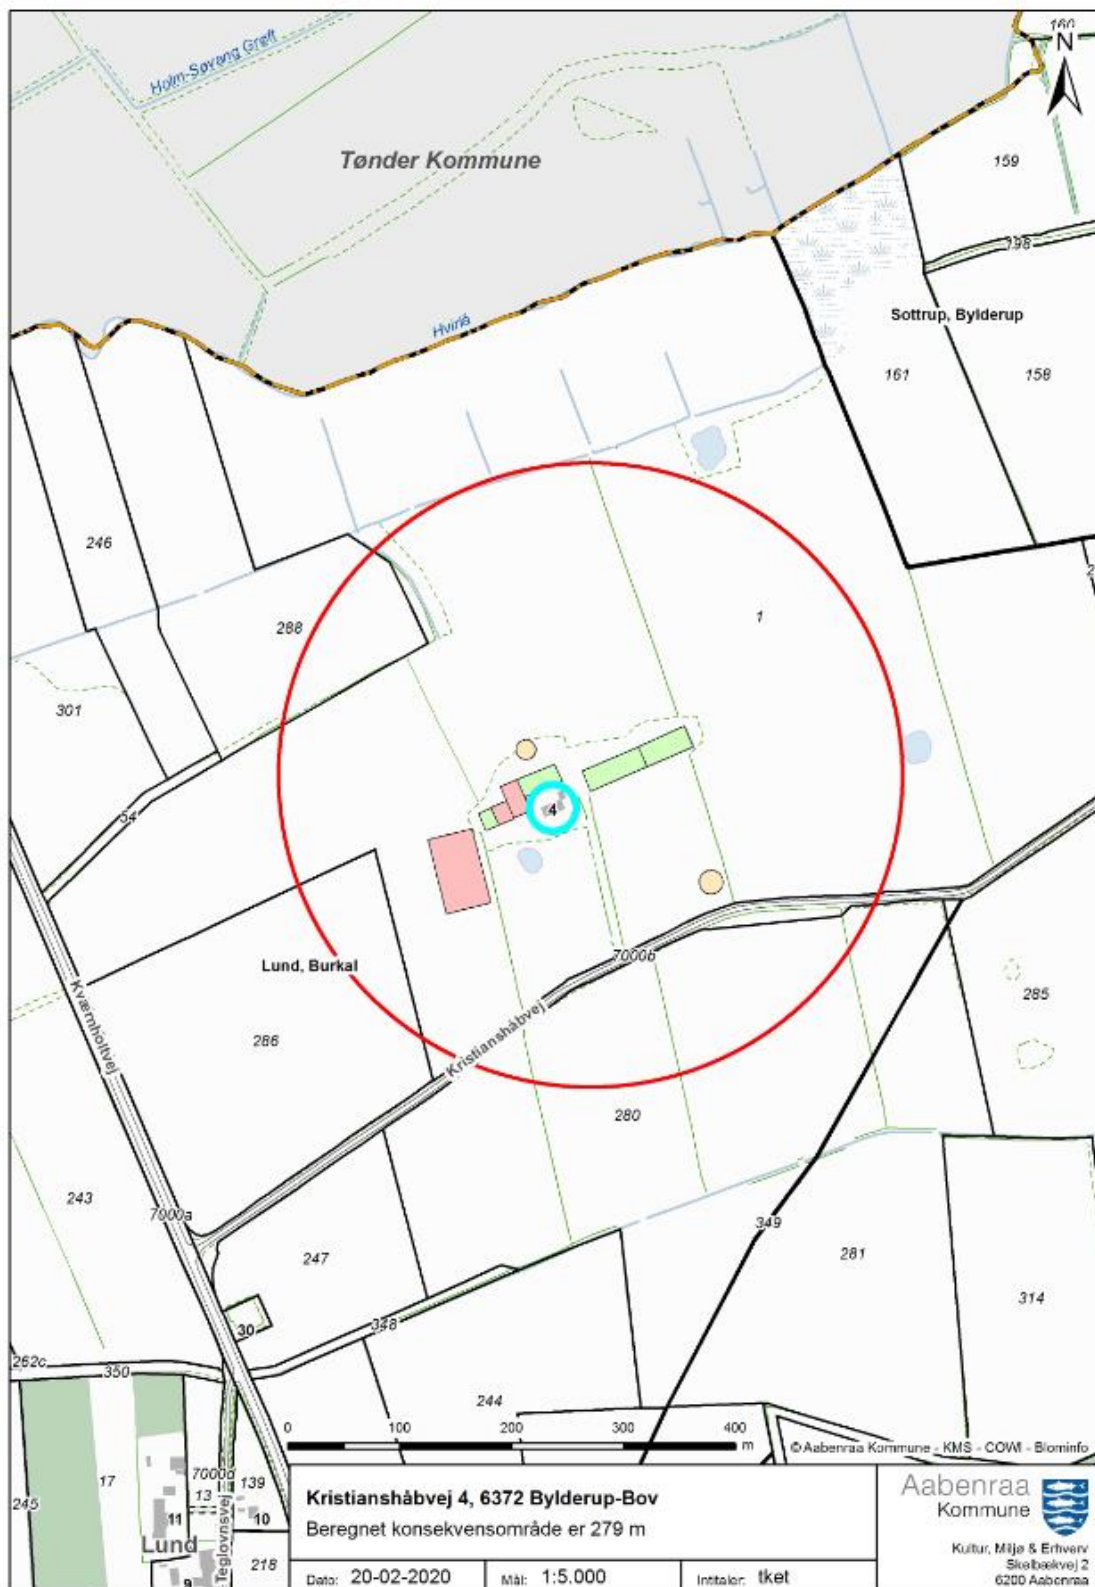 160
Holm-Søvang Grøft
N
Tønder Kommune
159
198
Hvirlå
Sottrup, Bylderup
161
158
246
2
1
288
301
54
4
Lund, Burkal
7000b
285
Kværnholtvej
286
Kristianshåbvej
280
243
7000a
349
247
281
314
30
348
262c
350
244
0 100 200 300 400
m
© Aabenraa Kommune - KMS - COWI - Blominfo
7000d
17
13
139
245
11
10
Teglovnsvej
Lund
218
9
Kristianshåbvej 4, 6372 Bylderup-Bov
Beregnet konsekvensområde er 279 m
Dato: 20-02-2020
Mål: 1:5.000
Initialer: tket
Aabenraa
Kommune
Kultur, Miljø & Erhverv
Skelbækvej 2
6200 Aabenraa